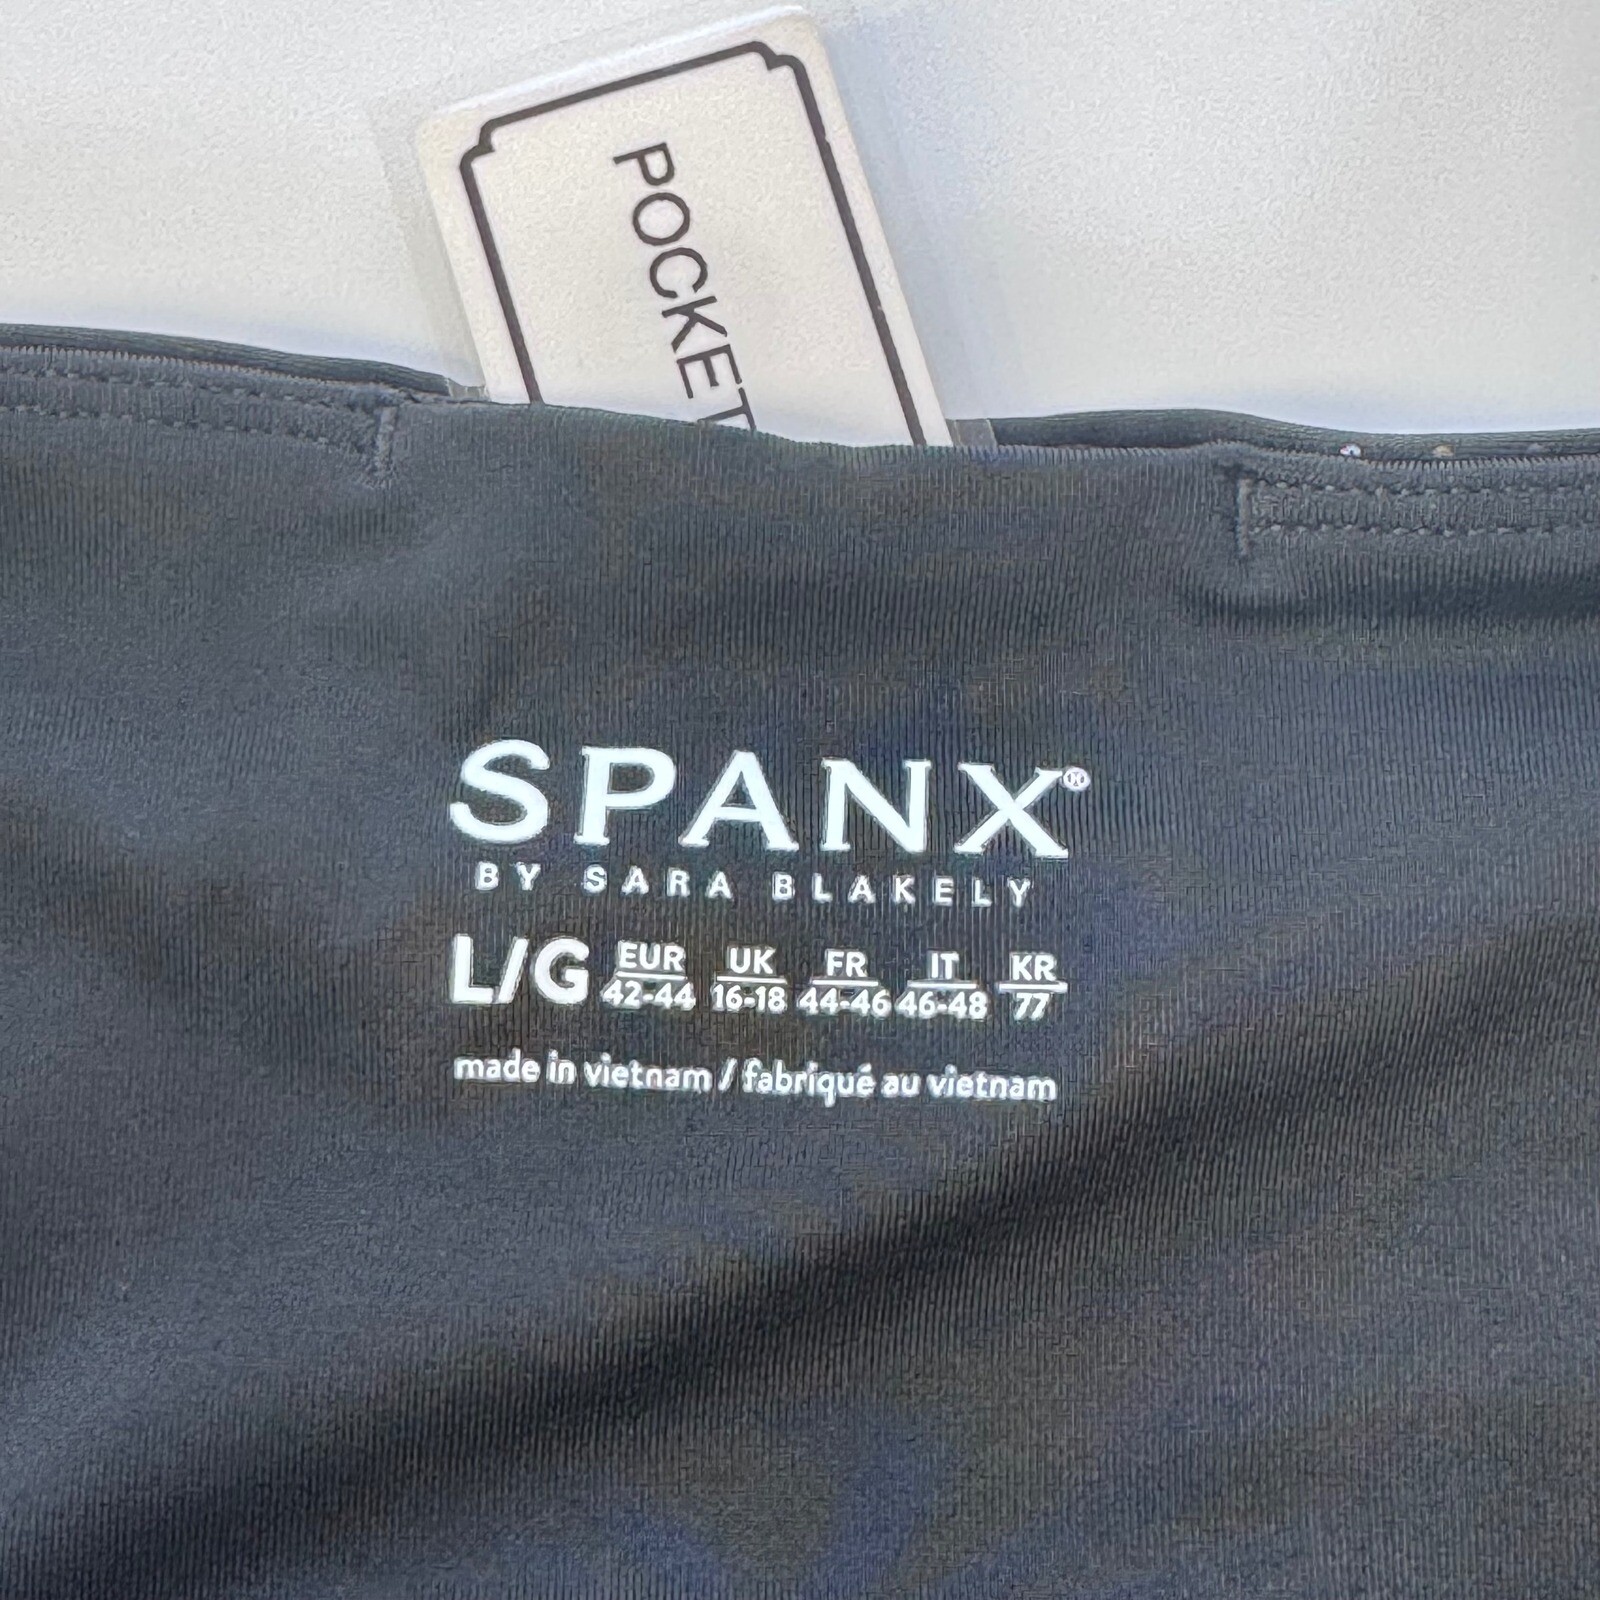 POCKET
SPANX®
BY SARA BLAKELY
L/G EUR 42-44 UK 16-18 FR 44-46 IT 46-48 KR 77
made in vietnam / fabriqué au vietnam